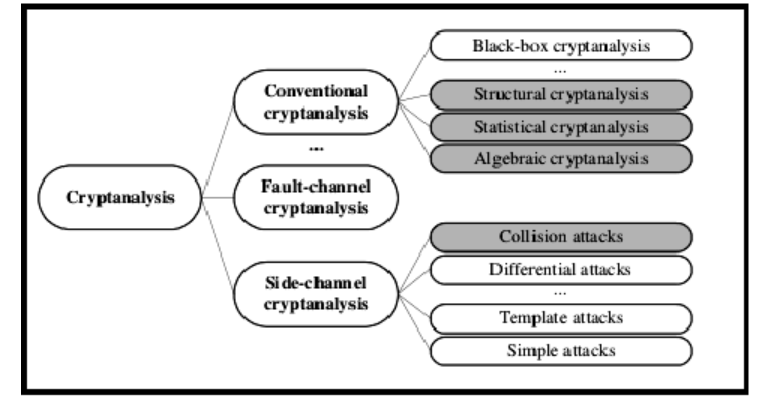 Black-box cryptanalysis
...
Conventional
cryptanalysis
Structural cryptanalysis
Statistical cryptanalysis
Algebraic cryptanalysis
...
Cryptanalysis
Fault-channel
cryptanalysis
Collision attacks
Differential attacks
...
Side-channel
cryptanalysis
Template attacks
Simple attacks